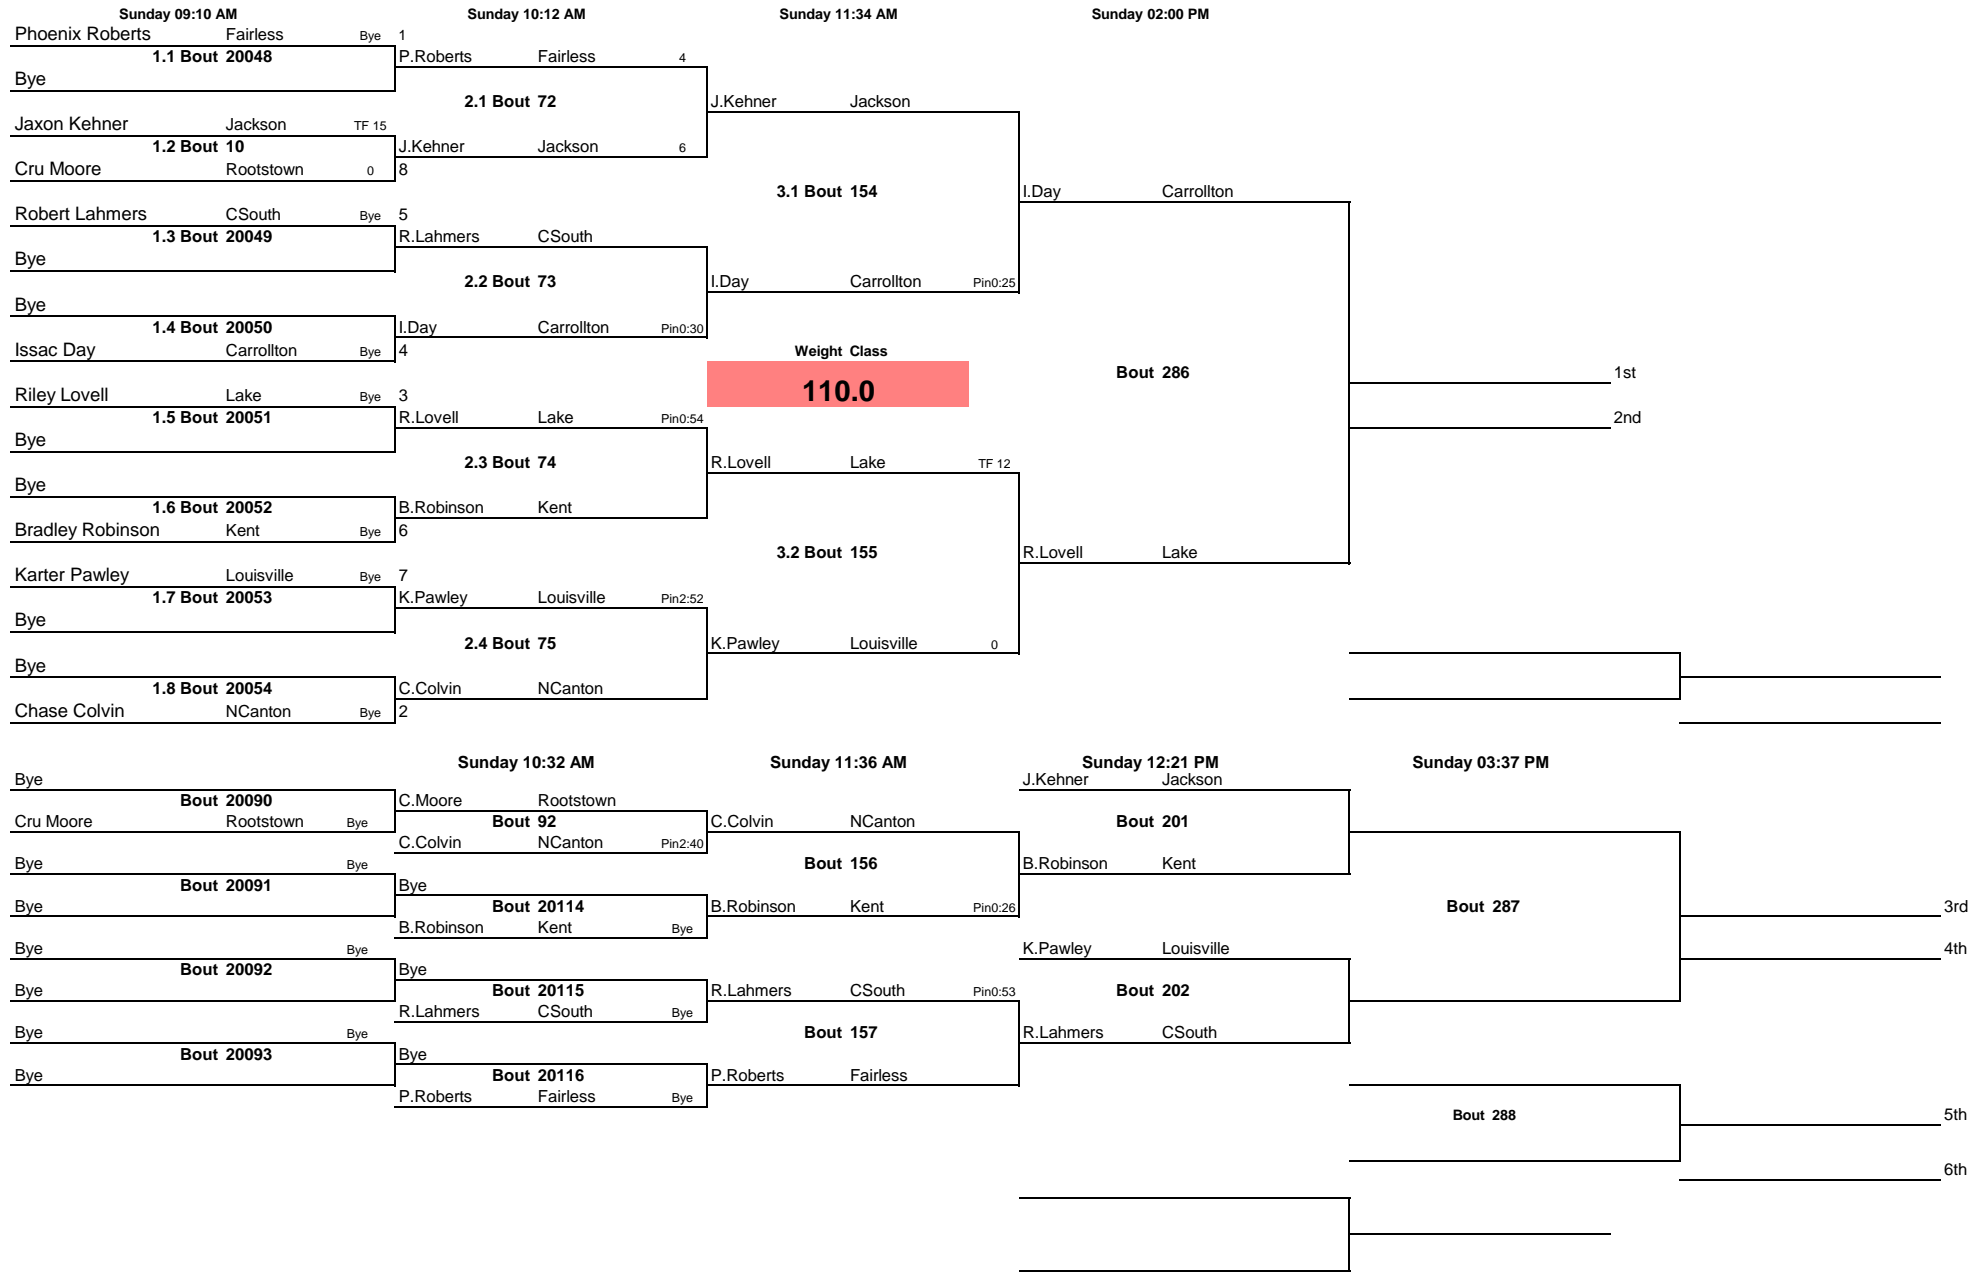 Sunday 09:10 AM Sunday 10:12 AM Sunday 11:34 AM Sunday 02:00 PM
Phoenix Roberts Fairless Bye 1
1.1 Bout 20048 P.Roberts Fairless 4
Bye
2.1 Bout 72 J.Kehner Jackson
Jaxon Kehner Jackson TF 15
1.2 Bout 10 J.Kehner Jackson 6
Cru Moore Rootstown 0 8
3.1 Bout 154 I.Day Carrollton
Robert Lahmers CSouth Bye 5
1.3 Bout 20049 R.Lahmers CSouth
Bye
2.2 Bout 73 I.Day Carrollton Pin0:25
Bye
1.4 Bout 20050 I.Day Carrollton Pin0:30
Issac Day Carrollton Bye 4 Weight Class
Bout 286 1st
110.0
Riley Lovell Lake Bye 3
1.5 Bout 20051 R.Lovell Lake Pin0:54 2nd
Bye
2.3 Bout 74 R.Lovell Lake TF 12
Bye
1.6 Bout 20052 B.Robinson Kent
Bradley Robinson Kent Bye 6
3.2 Bout 155 R.Lovell Lake
Karter Pawley Louisville Bye 7
1.7 Bout 20053 K.Pawley Louisville Pin2:52
Bye
2.4 Bout 75 K.Pawley Louisville 0
Bye
1.8 Bout 20054 C.Colvin NCanton
Chase Colvin NCanton Bye 2
Sunday 10:32 AM Sunday 11:36 AM Sunday 12:21 PM Sunday 03:37 PM
Bye J.Kehner Jackson
Bout 20090 C.Moore Rootstown
Cru Moore Rootstown Bye Bout 92 C.Colvin NCanton Bout 201
C.Colvin NCanton Pin2:40
Bye Bye Bout 156 B.Robinson Kent
Bout 20091 Bye
Bye Bout 20114 B.Robinson Kent Pin0:26 Bout 287 3rd
B.Robinson Kent Bye
Bye Bye K.Pawley Louisville 4th
Bout 20092 Bye
Bye Bout 20115 R.Lahmers CSouth Pin0:53 Bout 202
R.Lahmers CSouth Bye
Bye Bye Bout 157 R.Lahmers CSouth
Bout 20093 Bye
Bye Bout 20116 P.Roberts Fairless
P.Roberts Fairless Bye
Bout 288 5th
6th